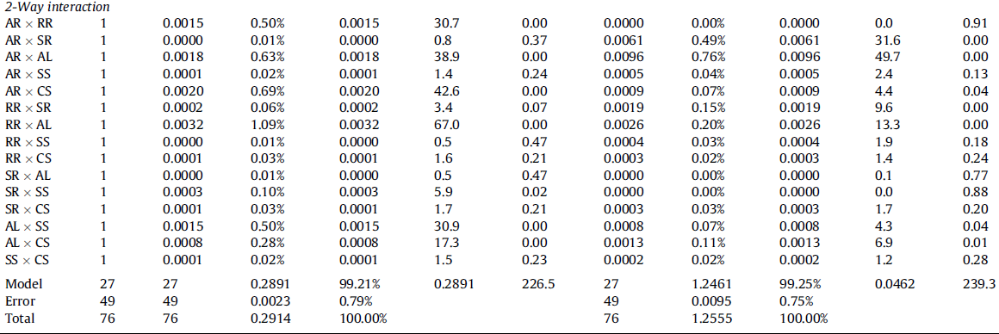 2-Way interaction
AR × RR 1 0.0015 0.50% 0.0015 30.7 0.00 0.0000 0.00% 0.0000 0.0 0.91
AR × SR 1 0.0000 0.01% 0.0000 0.8 0.37 0.0061 0.49% 0.0061 31.6 0.00
AR × AL 1 0.0018 0.63% 0.0018 38.9 0.00 0.0096 0.76% 0.0096 49.7 0.00
AR × SS 1 0.0001 0.02% 0.0001 1.4 0.24 0.0005 0.04% 0.0005 2.4 0.13
AR × CS 1 0.0020 0.69% 0.0020 42.6 0.00 0.0009 0.07% 0.0009 4.4 0.04
RR × SR 1 0.0002 0.06% 0.0002 3.4 0.07 0.0019 0.15% 0.0019 9.6 0.00
RR × AL 1 0.0032 1.09% 0.0032 67.0 0.00 0.0026 0.20% 0.0026 13.3 0.00
RR × SS 1 0.0000 0.01% 0.0000 0.5 0.47 0.0004 0.03% 0.0004 1.9 0.18
RR × CS 1 0.0001 0.03% 0.0001 1.6 0.21 0.0003 0.02% 0.0003 1.4 0.24
SR × AL 1 0.0000 0.01% 0.0000 0.5 0.47 0.0000 0.00% 0.0000 0.1 0.77
SR × SS 1 0.0003 0.10% 0.0003 5.9 0.02 0.0000 0.00% 0.0000 0.0 0.88
SR × CS 1 0.0001 0.03% 0.0001 1.7 0.21 0.0003 0.03% 0.0003 1.7 0.20
AL × SS 1 0.0015 0.50% 0.0015 30.9 0.00 0.0008 0.07% 0.0008 4.3 0.04
AL × CS 1 0.0008 0.28% 0.0008 17.3 0.00 0.0013 0.11% 0.0013 6.9 0.01
SS × CS 1 0.0001 0.02% 0.0001 1.5 0.23 0.0002 0.02% 0.0002 1.2 0.28
Model 27 27 0.2891 99.21% 0.2891 226.5 27 1.2461 99.25% 0.0462 239.3
Error 49 49 0.0023 0.79% 49 0.0095 0.75%
Total 76 76 0.2914 100.00% 76 1.2555 100.00%